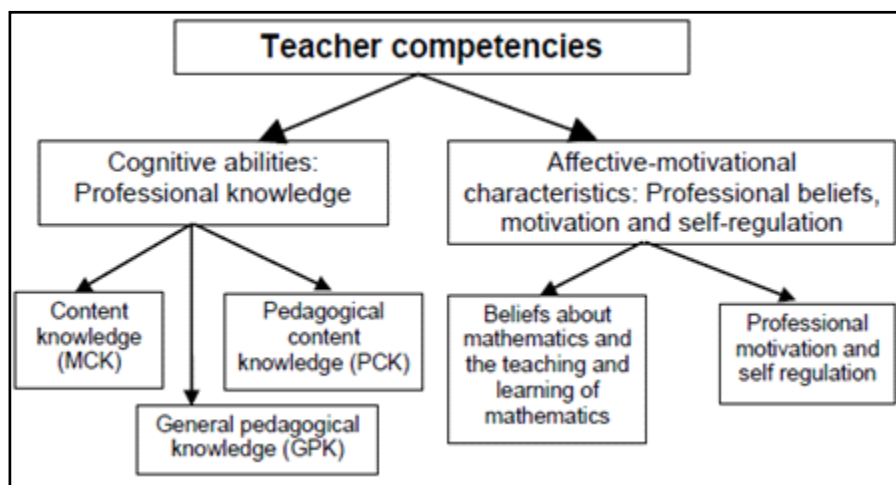 Teacher competencies
Cognitive abilities:
Professional knowledge
Affective-motivational
characteristics: Professional beliefs,
motivation and self-regulation
Content
knowledge
(MCK)
Pedagogical
content
knowledge (PCK)
General pedagogical
knowledge (GPK)
Beliefs about
mathematics and
the teaching and
learning of
mathematics
Professional
motivation and
self regulation